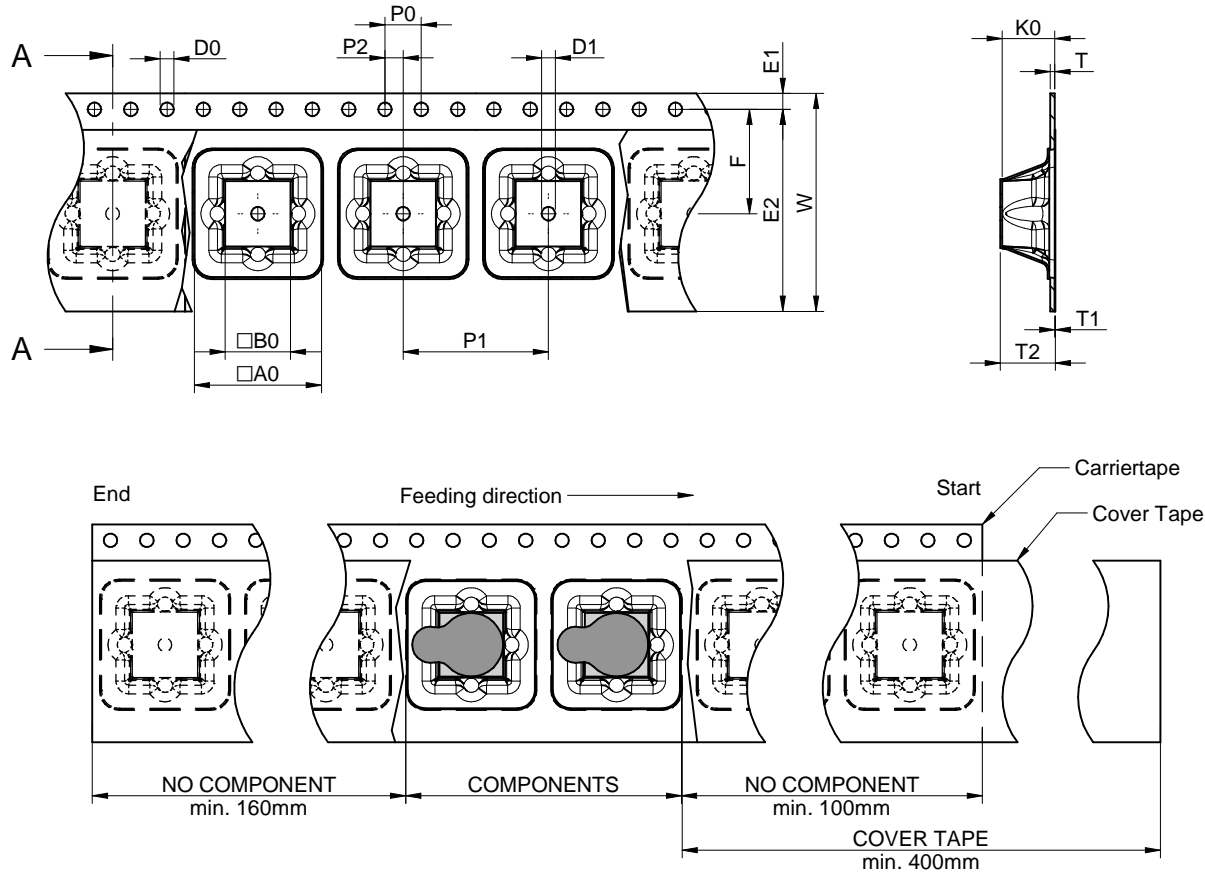 P0
K0
A
D0
P2
D1
E1
T
F
E2
W
T1
□B0
P1
T2
A
□A0
Carriertape
End
Feeding direction
Start
Cover Tape
NO COMPONENT
min. 160mm
COMPONENTS
NO COMPONENT
min. 100mm
COVER TAPE
min. 400mm